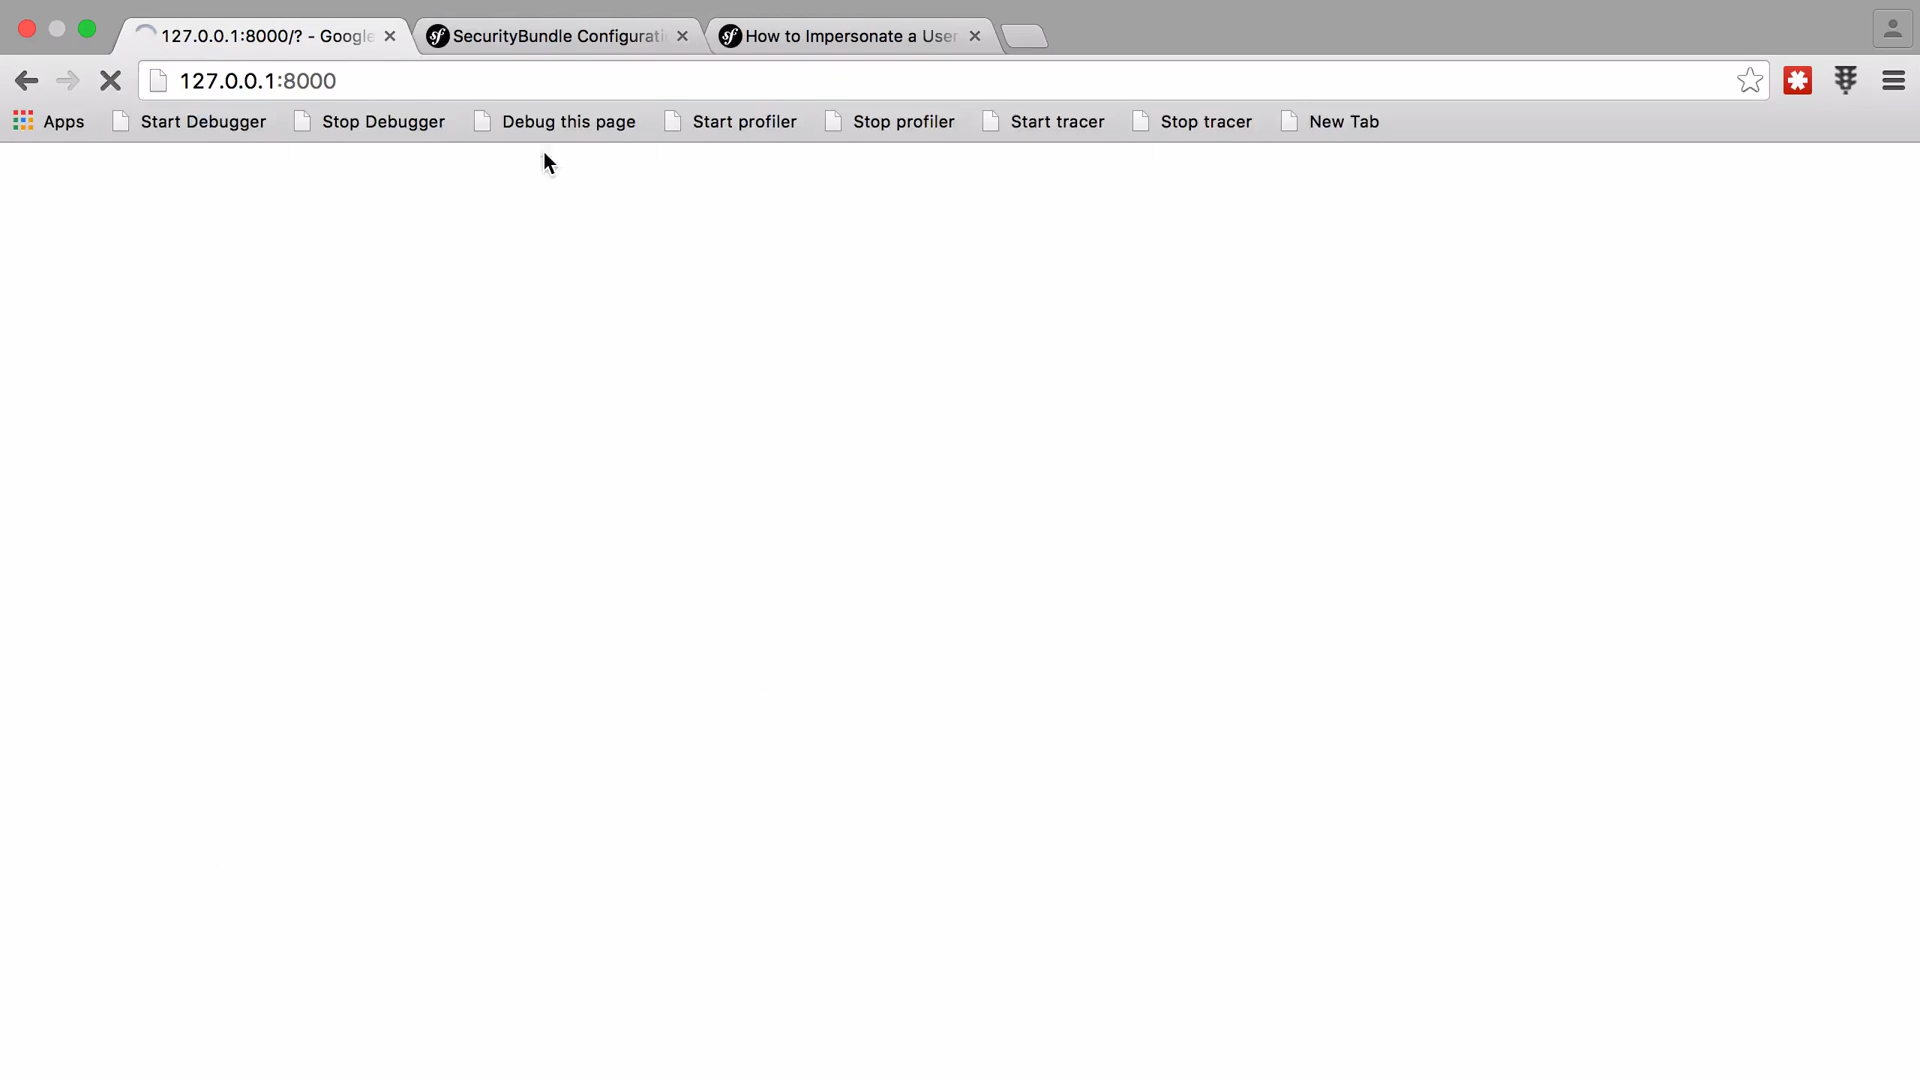 127.0.0.1:8000/? - Google
SecurityBundle Configurati
How to Impersonate a User
127.0.0.1:8000
Apps
Start Debugger
Stop Debugger
Debug this page
Start profiler
Stop profiler
Start tracer
Stop tracer
New Tab